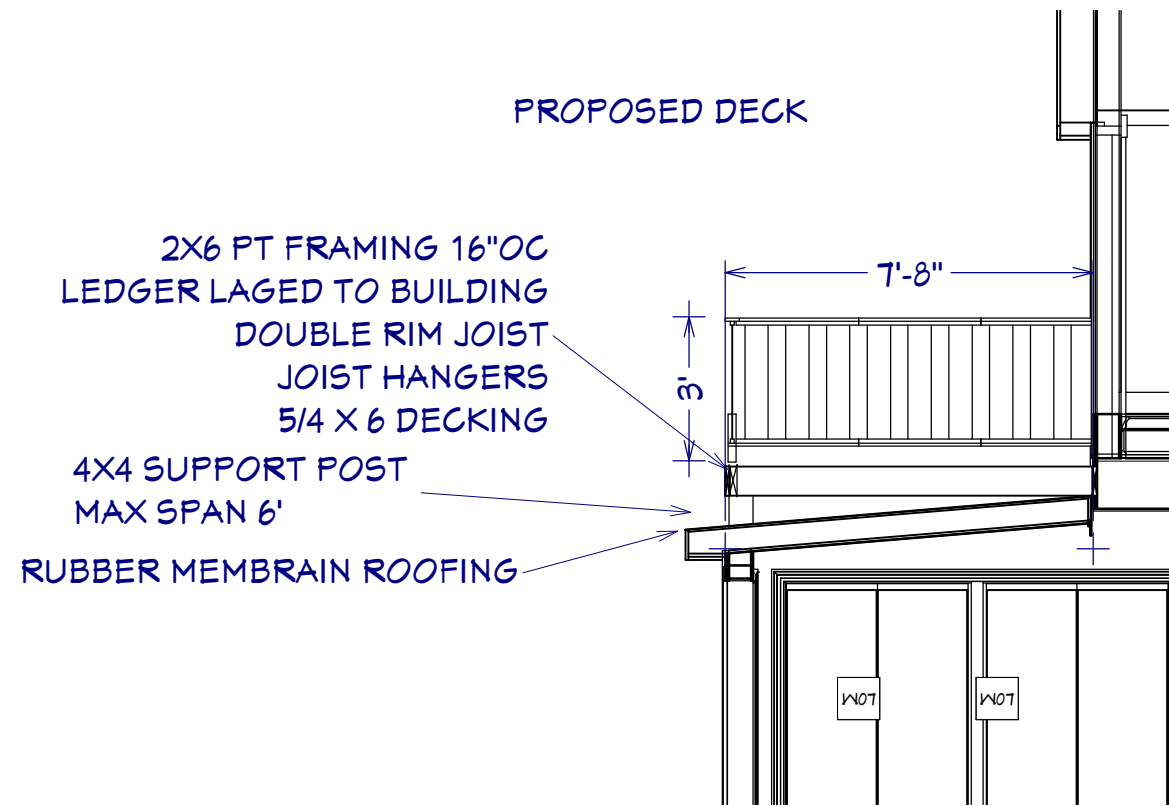 PROPOSED DECK
2X6 PT FRAMING 16"OC
LEDGER LAGED TO BUILDING
DOUBLE RIM JOIST
JOIST HANGERS
5/4 X 6 DECKING
4X4 SUPPORT POST
MAX SPAN 6'
RUBBER MEMBRAIN ROOFING
7'-8"
3'
W07
W07